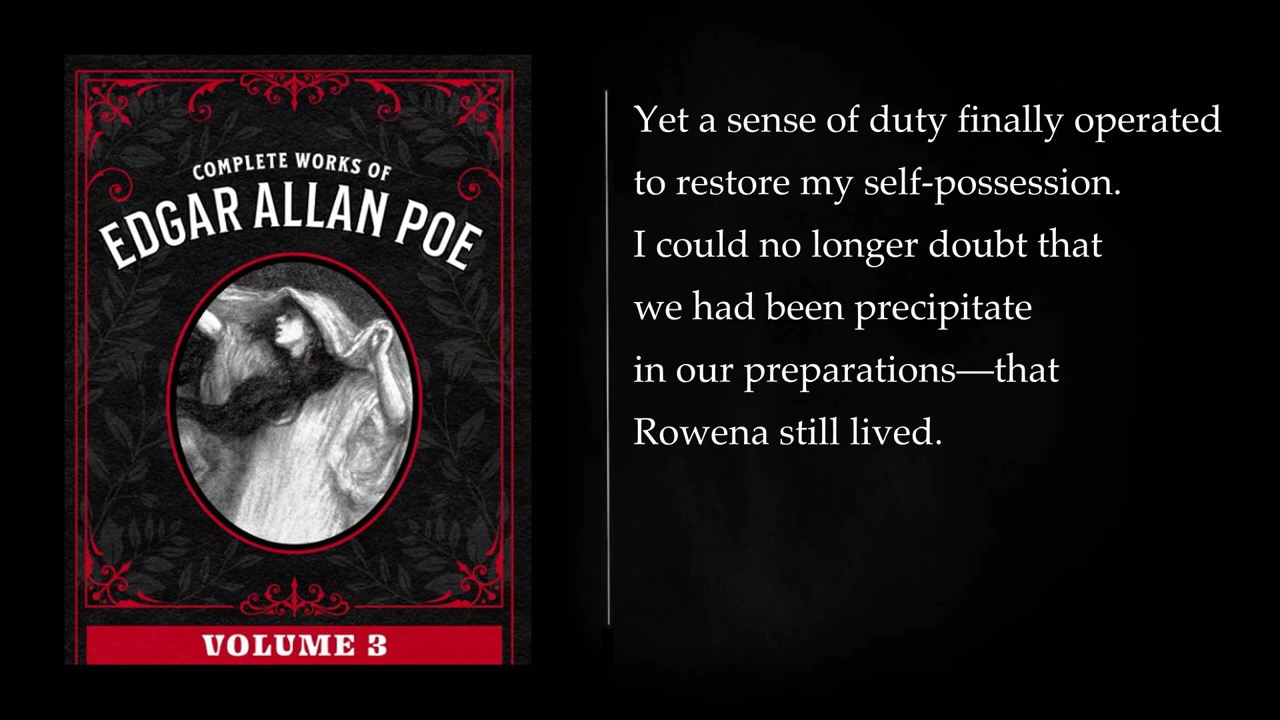 COMPLETE WORKS OF
EDGAR ALLAN POE
VOLUME 3
Yet a sense of duty finally operated
to restore my self-possession.
I could no longer doubt that
we had been precipitate
in our preparations—that
Rowena still lived.